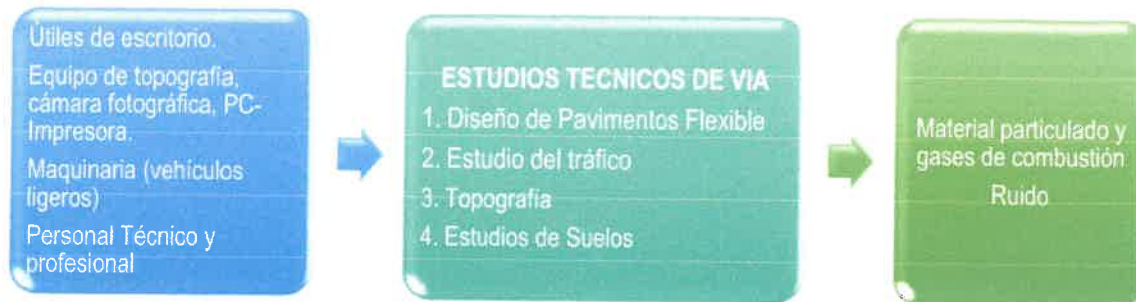 Útiles de escritorio.
Equipo de topografía,
cámara fotográfica, PC-
Impresora.
Maquinaria (vehículos
ligeros)
Personal Técnico y
profesional
ESTUDIOS TECNICOS DE VIA
1. Diseño de Pavimentos Flexible
2. Estudio del tráfico
3. Topografía
4. Estudios de Suelos
Material particulado y
gases de combustión
Ruido